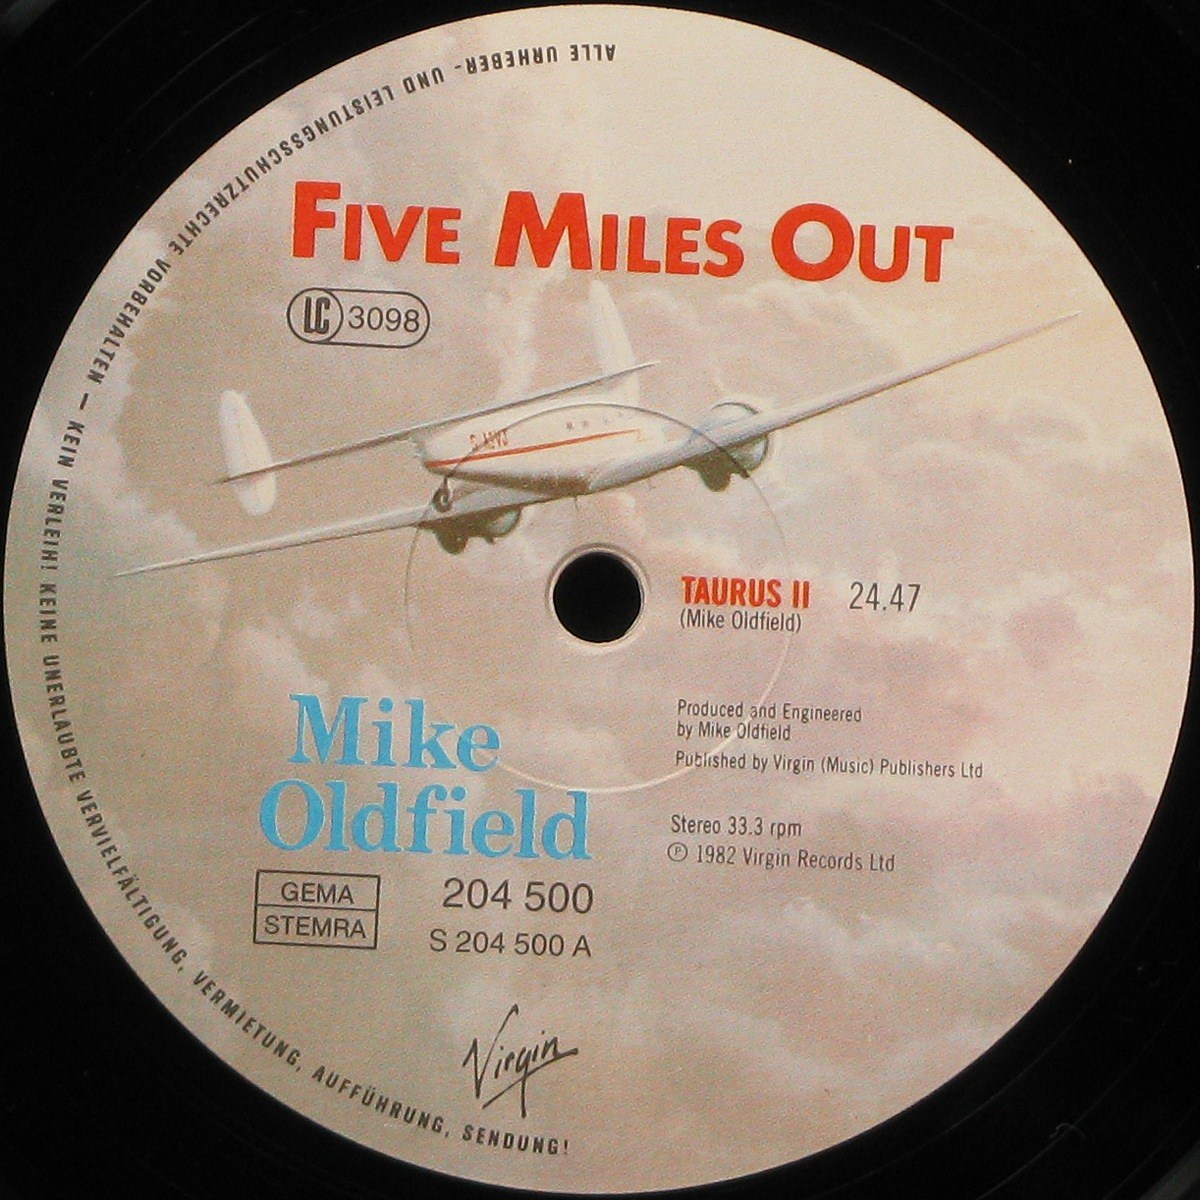 FIVE MILES OUT
LC 3098
TAURUS II 24.47
(Mike Oldfield)
Produced and Engineered
by Mike Oldfield
Published by Virgin (Music) Publishers Ltd
Stereo 33.3 rpm
℗ 1982 Virgin Records Ltd
Mike
Oldfield
GEMA
STEMRA
204 500
S 204 500 A
Virgin
ALLE URHEBER- UND LEISTUNGSSCHUTZRECHTE VORBEHALTEN – KEIN VERLEIH! KEINE UNERLAUBTE VERVIELFÄLTIGUNG, VERMIETUNG, AUFFÜHRUNG, SENDUNG!